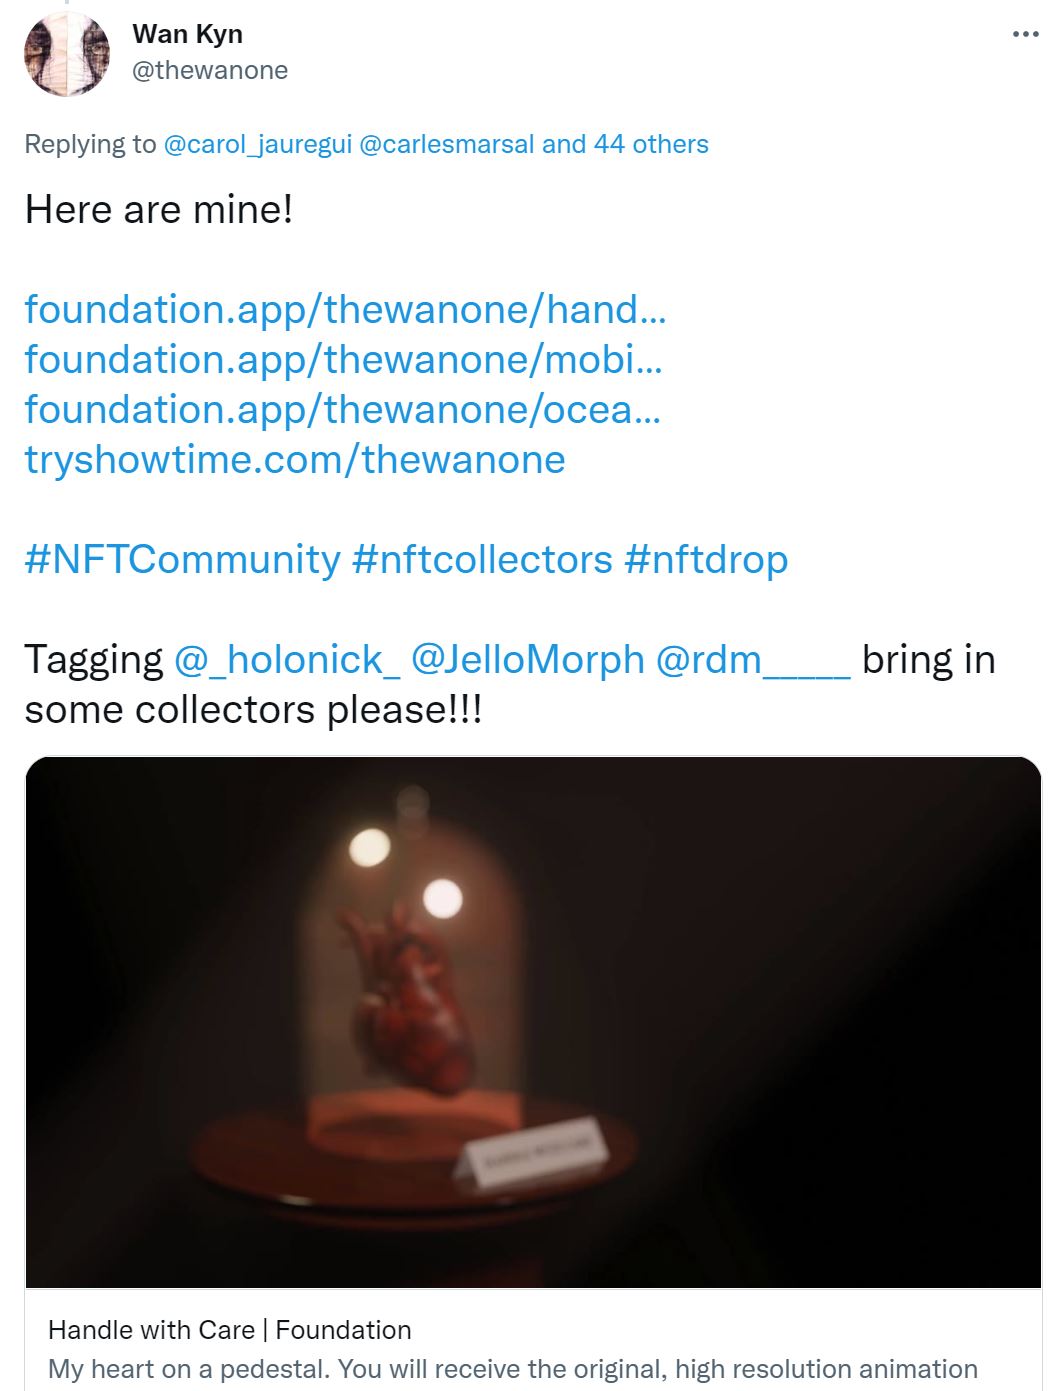 Wan Kyn
@thewanone
Replying to @carol_jauregui @carlesmarsal and 44 others
Here are mine!
foundation.app/thewanone/hand...
foundation.app/thewanone/mobi...
foundation.app/thewanone/ocea...
tryshowtime.com/thewanone
#NFTCommunity #nftcollectors #nftdrop
Tagging @_holonick_ @JelloMorph @rdm_____ bring in
some collectors please!!!
Handle with Care | Foundation
My heart on a pedestal. You will receive the original, high resolution animation